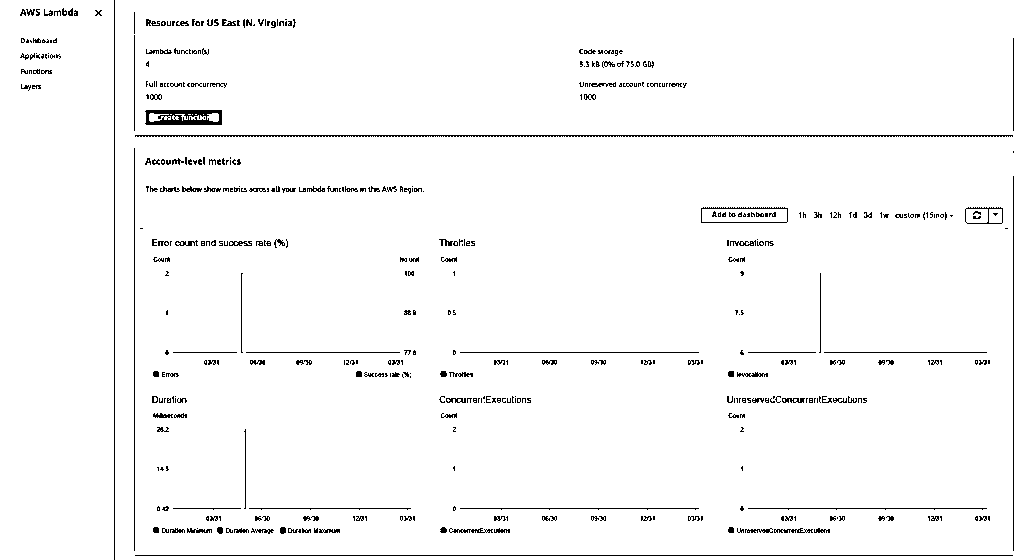 AWS Lambda ×
Dashboard
Applications
Functions
Layers
Resources for US East (N. Virginia)
Lambda function(s)
4
Code storage
3.3 kB (0% of 75.0 GB)
Full account concurrency
1000
Unreserved account concurrency
1000
Create function
Account-level metrics
The charts below show metrics across all your Lambda functions in this AWS Region.
Add to dashboard 1h 3h 12h 1d 3d 1w custom (15mo)
Error count and success rate (%)
Count No unit
2 100
1 88.9
0 77.8
03/31 06/30 09/30 12/31 03/31
Errors Success rate (%)
Throttles
Count
1
0.5
0
03/31 06/30 09/30 12/31 03/31
Throttles
Invocations
Count
9
7.5
6
03/31 06/30 09/30 12/31 03/31
Invocations
Duration
Milliseconds
28.2
14.3
0.42
03/31 06/30 09/30 12/31 03/31
Duration Minimum Duration Average Duration Maximum
ConcurrentExecutions
Count
2
1
0
03/31 06/30 09/30 12/31 03/31
ConcurrentExecutions
UnreservedConcurrentExecutions
Count
2
1
0
03/31 06/30 09/30 12/31 03/31
UnreservedConcurrentExecutions